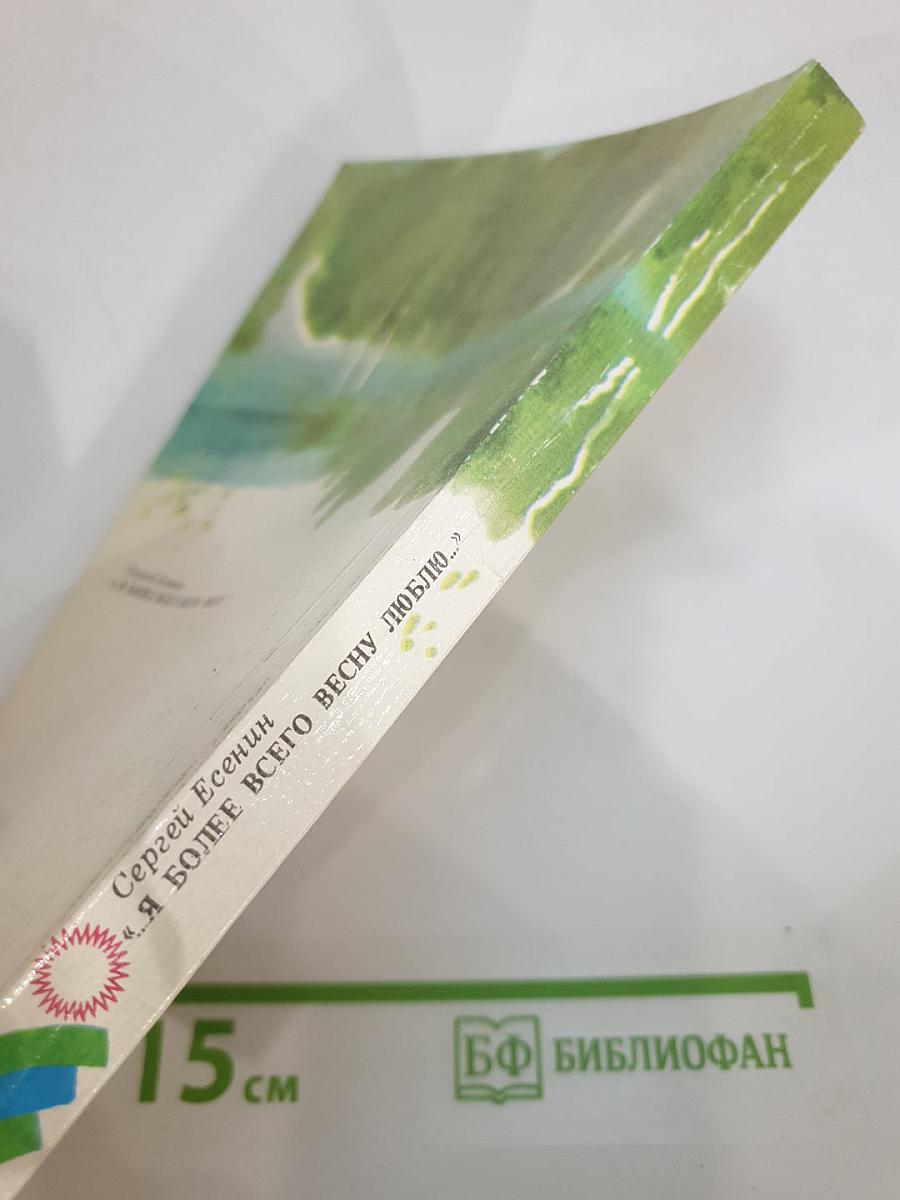 Сергей Есенин
«...Я БОЛЕЕ ВСЕГО ВЕСНУ ЛЮБЛЮ...»
15 см
БФ БИБЛИОФАН